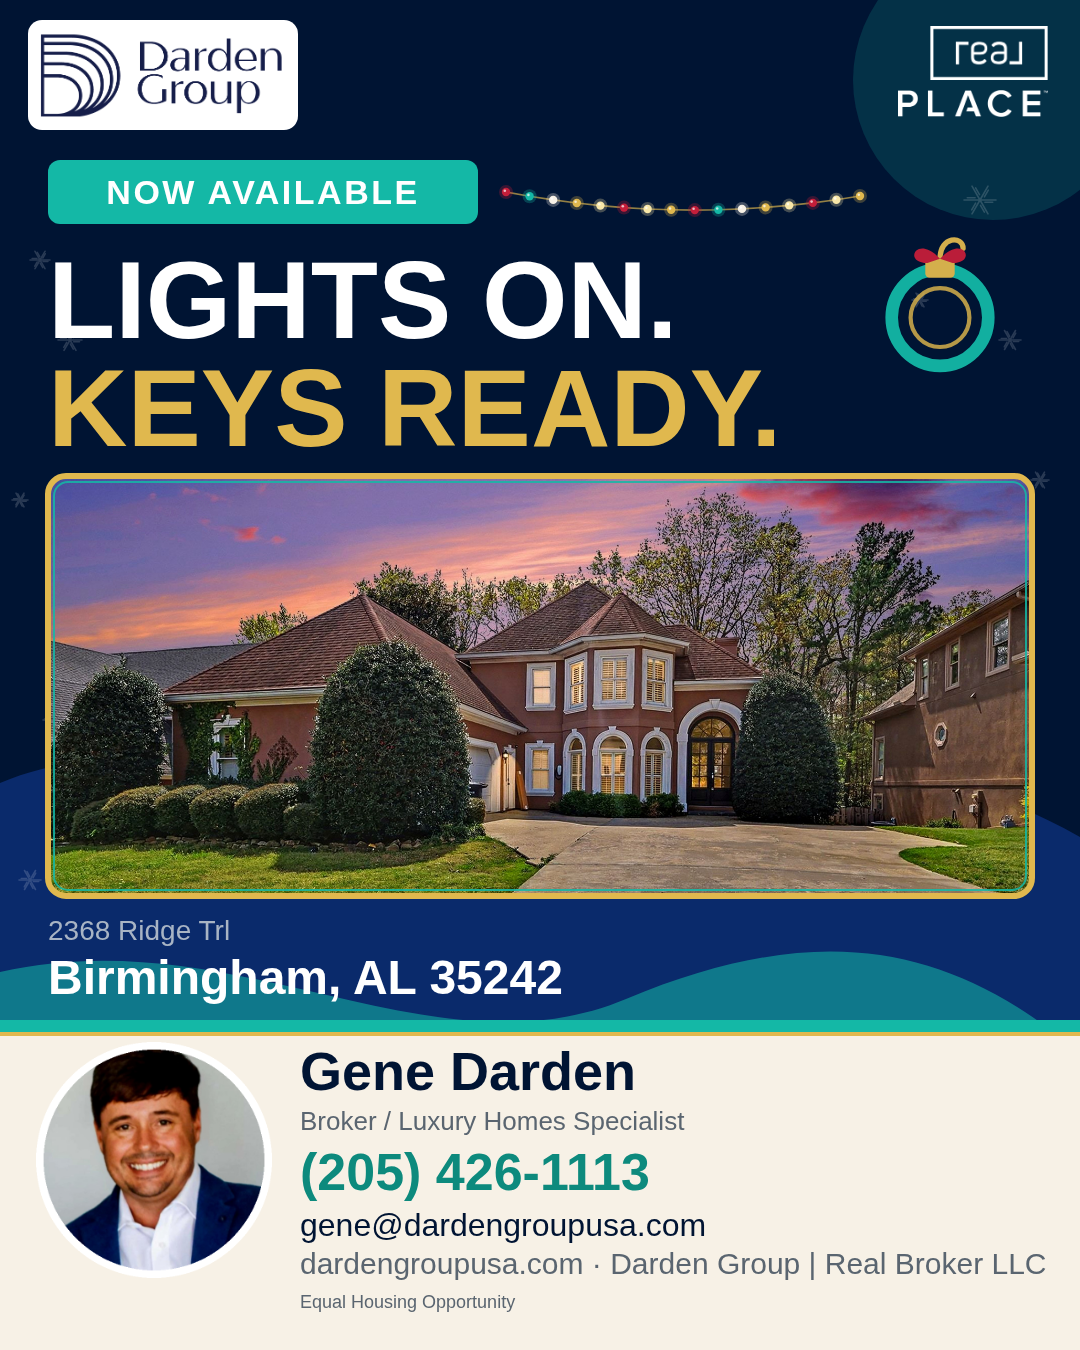 Darden
Group
real
PLACE
NOW AVAILABLE
LIGHTS ON.
KEYS READY.
2368 Ridge Trl
Birmingham, AL 35242
Gene Darden
Broker / Luxury Homes Specialist
(205) 426-1113
gene@dardengroupusa.com
dardengroupusa.com · Darden Group | Real Broker LLC
Equal Housing Opportunity